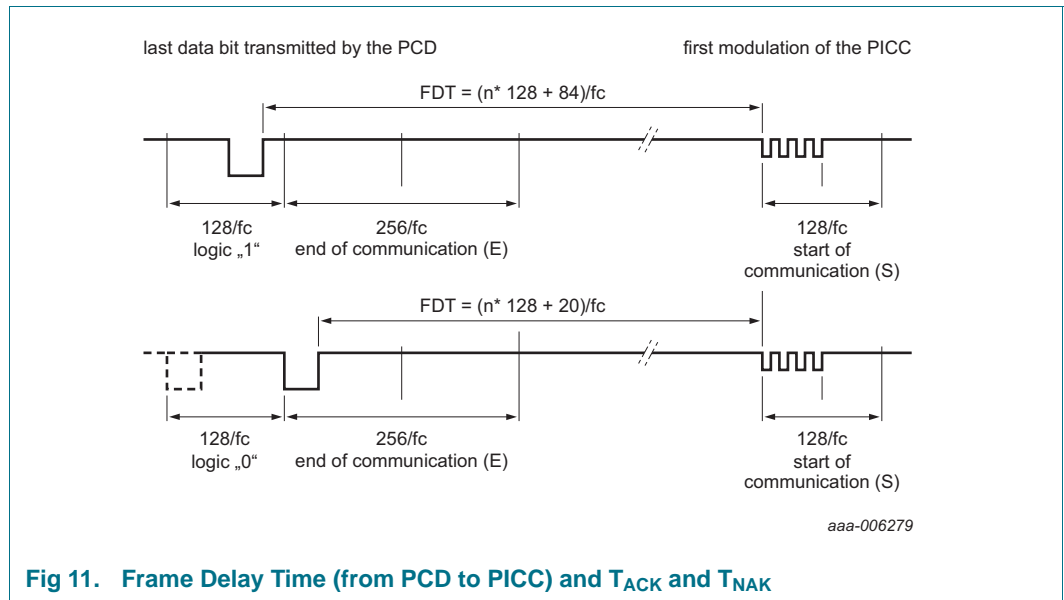 last data bit transmitted by the PCD
first modulation of the PICC
FDT = (n* 128 + 84)/fc
128/fc
logic „1“
256/fc
end of communication (E)
128/fc
start of
communication (S)
FDT = (n* 128 + 20)/fc
128/fc
logic „0“
256/fc
end of communication (E)
128/fc
start of
communication (S)
aaa-006279
Fig 11. Frame Delay Time (from PCD to PICC) and TACK and TNAK